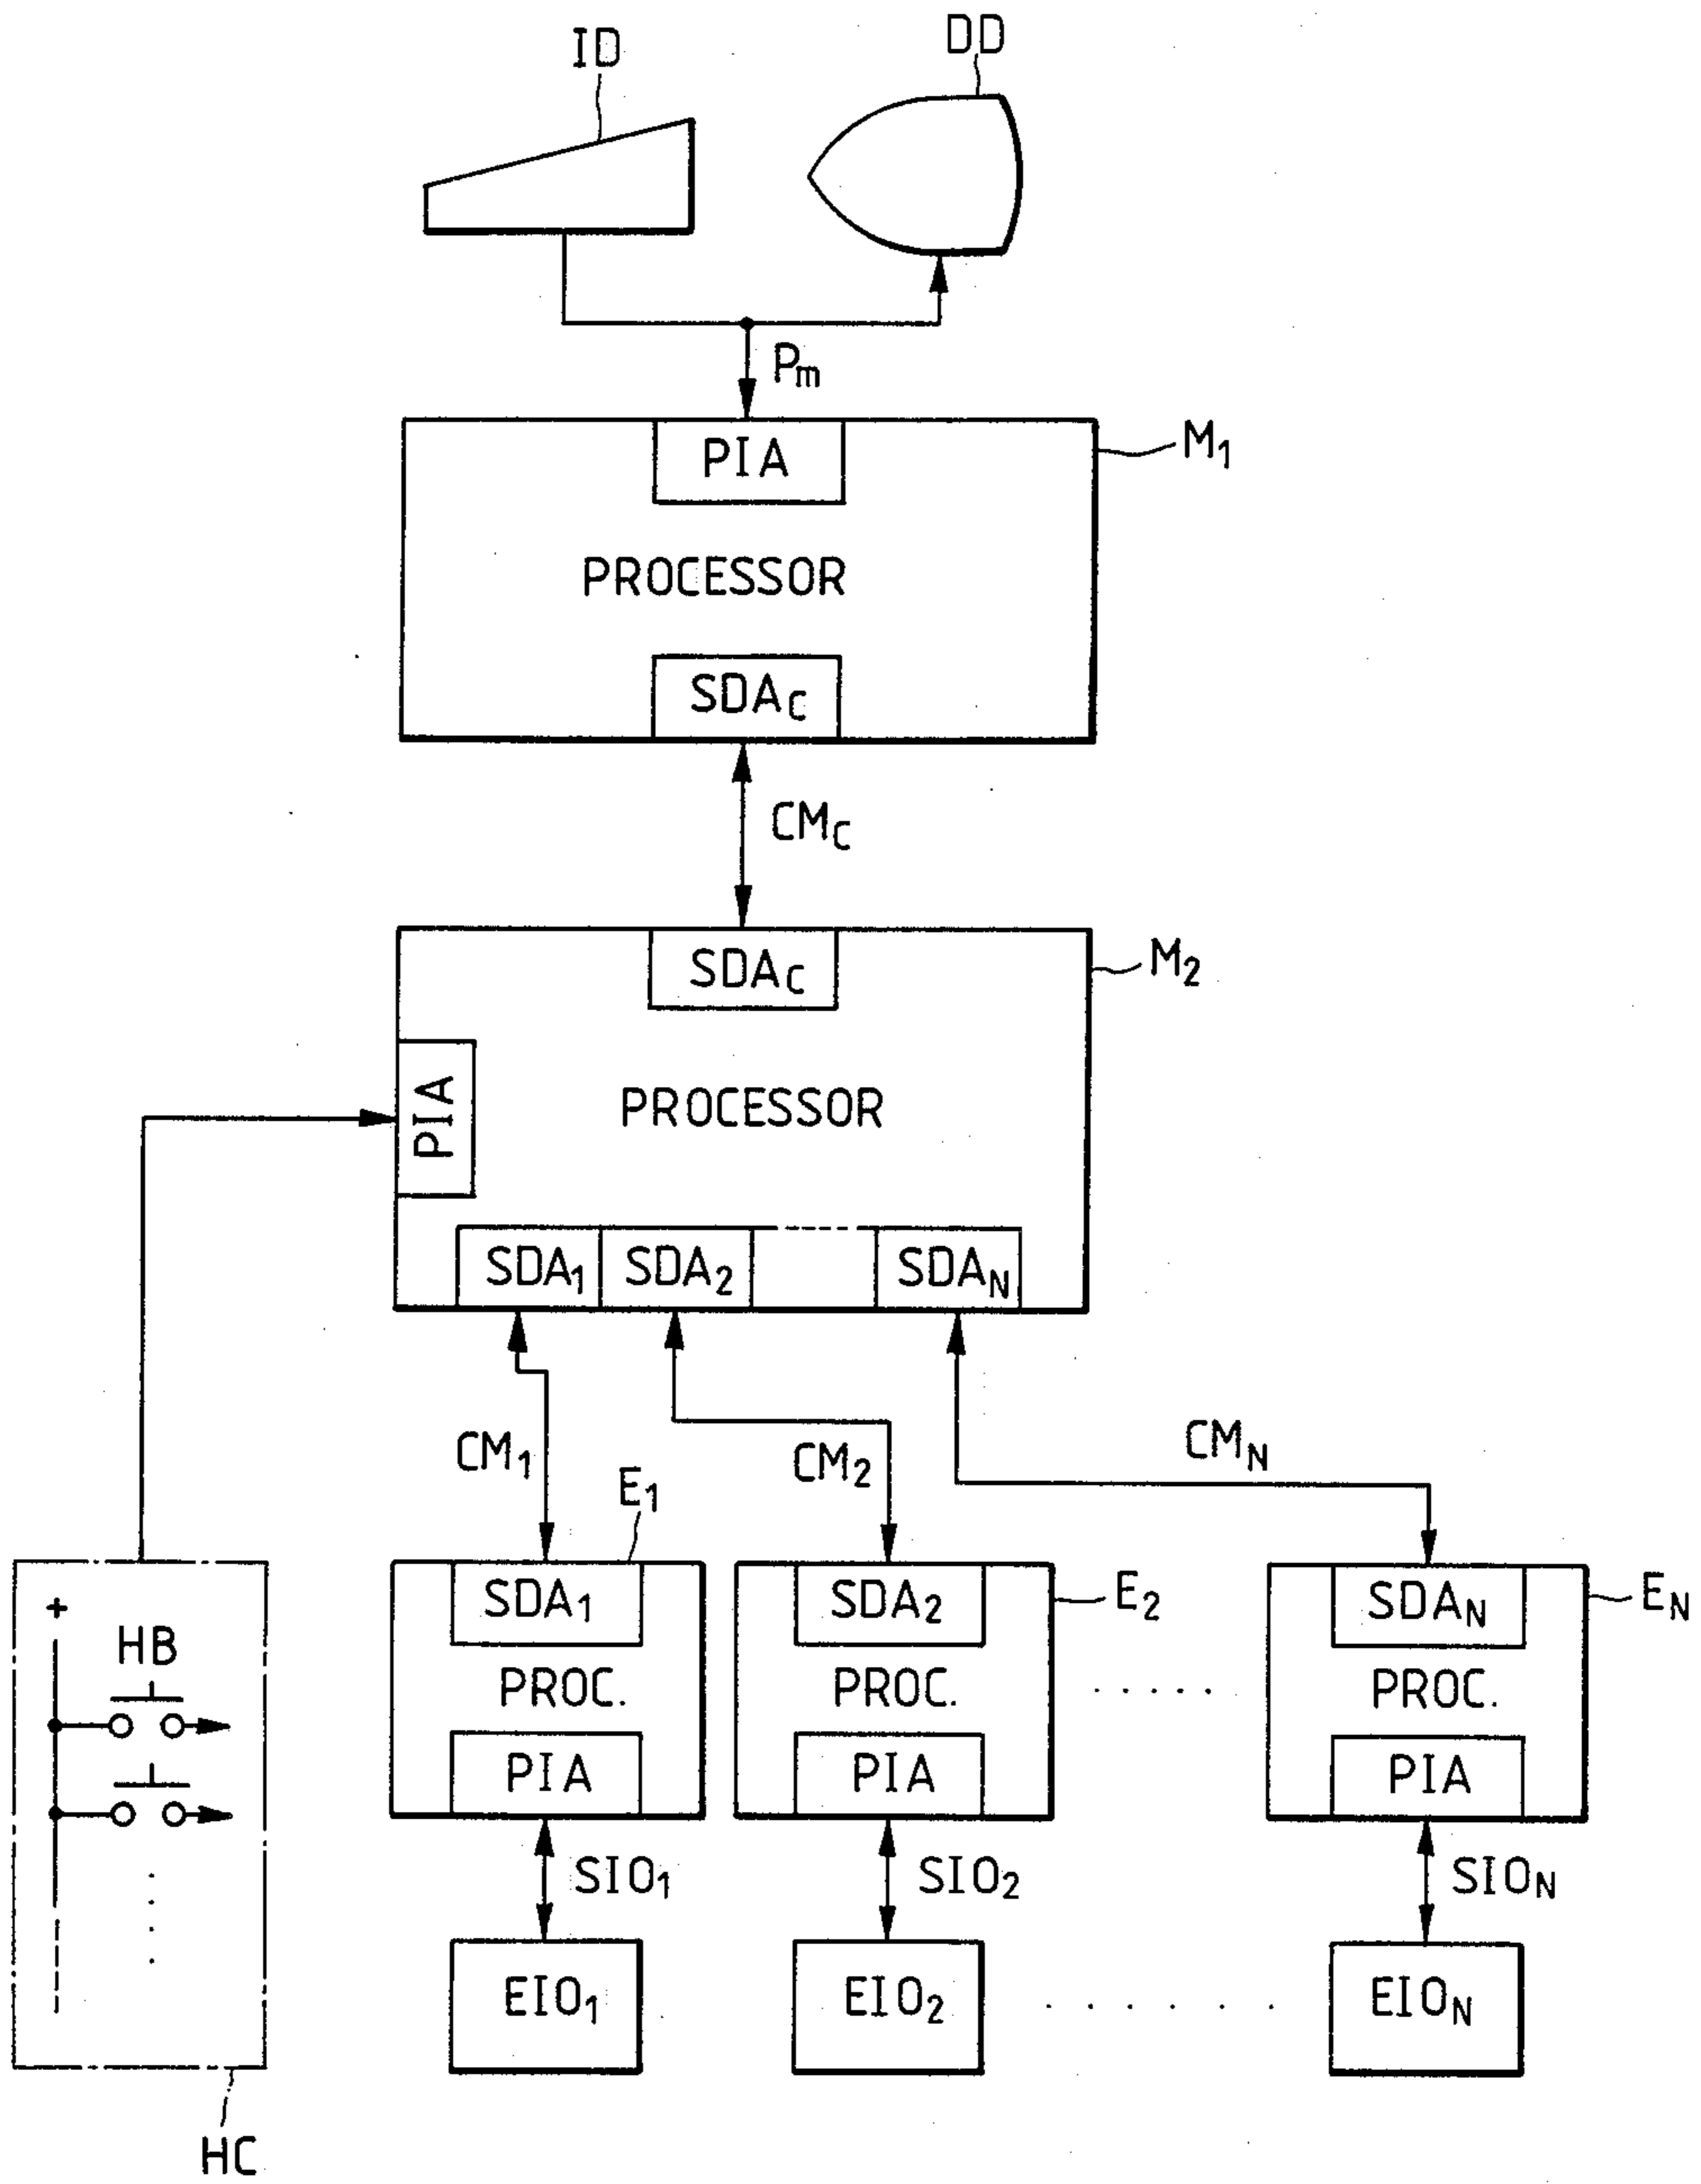 ID
DD
Pm
PIA
M1
PROCESSOR
SDAC
CMC
SDAC
M2
PIA
PROCESSOR
SDA1 SDA2 SDAN
CM1 CM2 CMN
E1
+
HB
SDA1
PROC.
PIA
SDA2
E2
PROC.
PIA
SDAN
EN
PROC.
PIA
SIO1 SIO2 SION
EIO1 EIO2 EION
HC